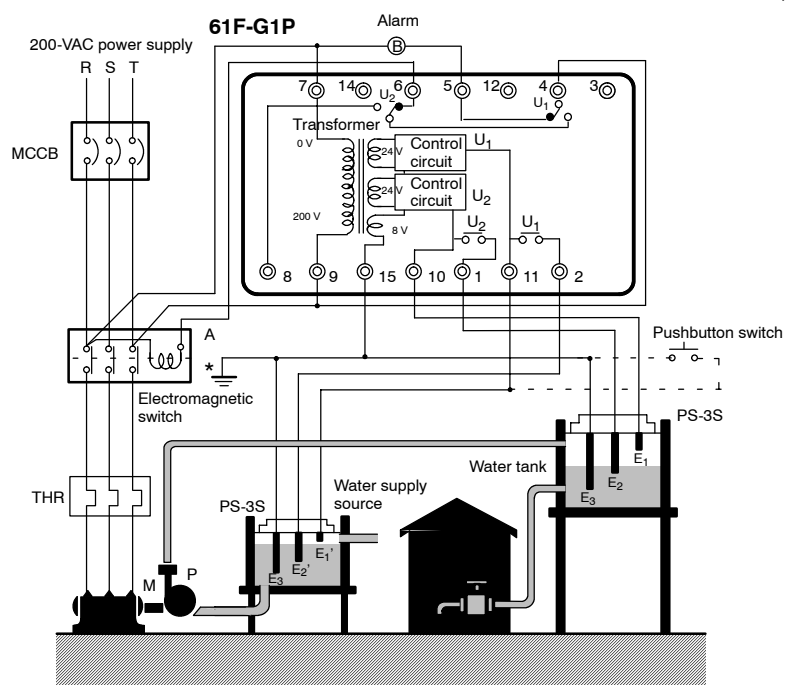 61F-G1P
Alarm
B
200-VAC power supply
R S T
7 14 6 5 12 4 3
U2 U1
Transformer
0 V
24 V
Control
circuit
U1
MCCB
24 V
Control
circuit
U2
200 V
8 V
U2 U1
8 9 15 10 1 11 2
A
Pushbutton switch
*
Electromagnetic
switch
PS-3S
E1
Water tank
E2
E3
THR
Water supply
source
PS-3S
E1'
E2'
E3
M P